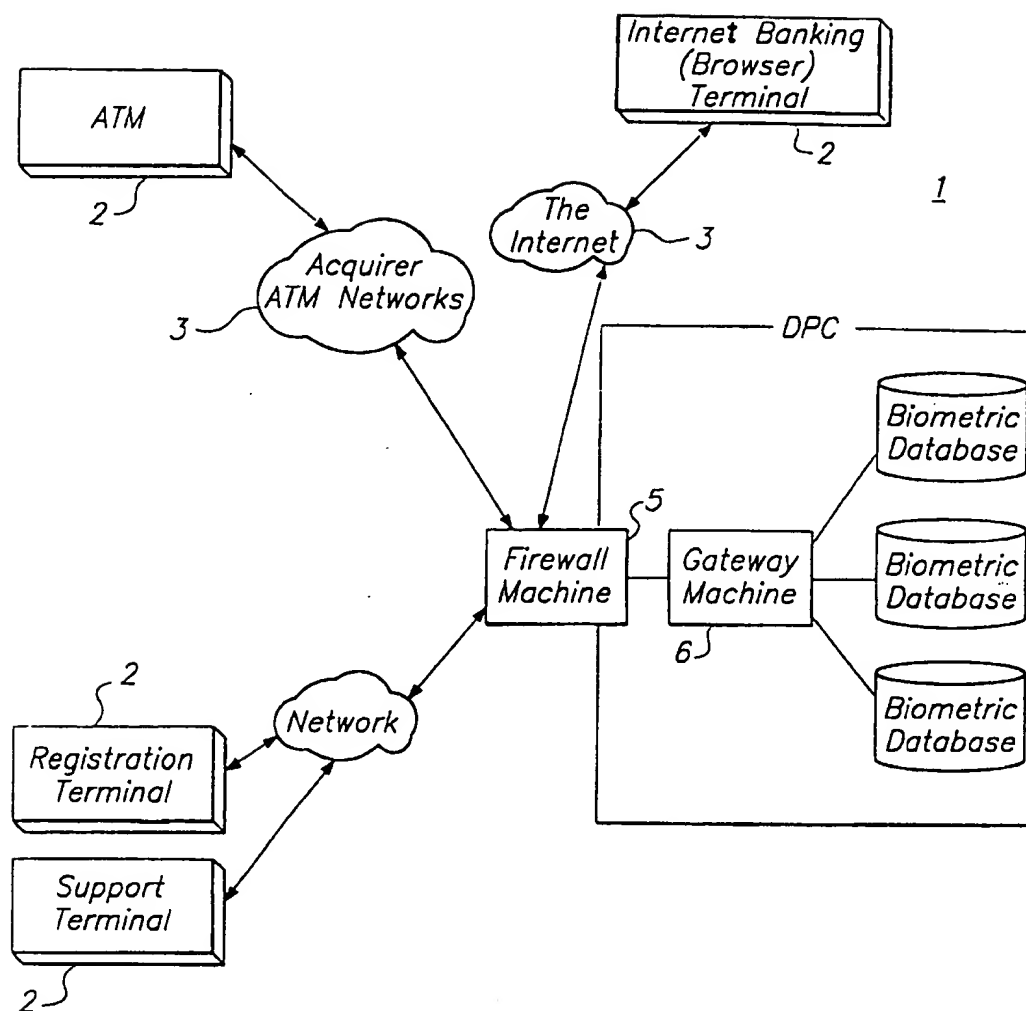 Internet Banking
(Browser)
Terminal
2
ATM
2
1
The
Internet
3
Acquirer
ATM Networks
3
DPC
Biometric
Database
5
Firewall
Machine
Gateway
Machine
6
Biometric
Database
Biometric
Database
2
Network
Registration
Terminal
Support
Terminal
2